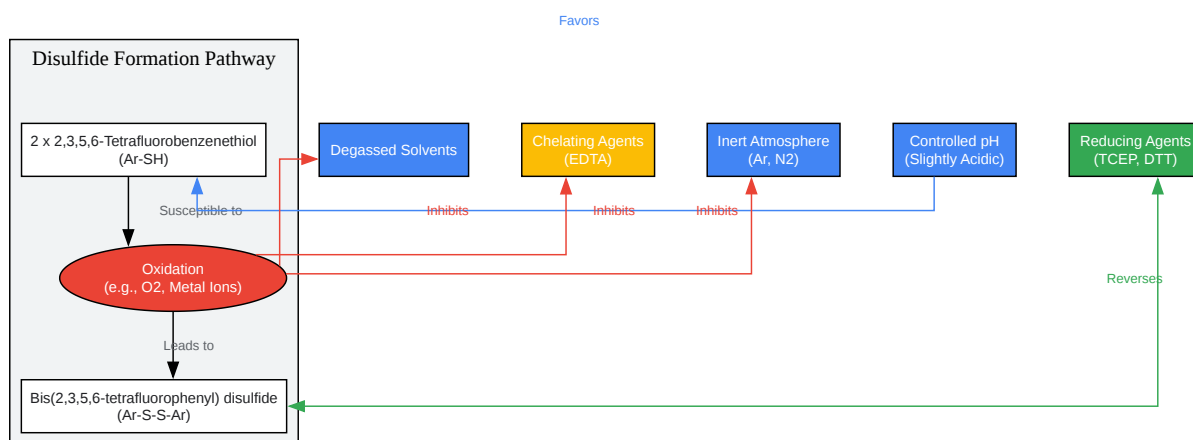 Favors
Disulfide Formation Pathway
2 x 2,3,5,6-Tetrafluorobenzenethiol
(Ar-SH)
Degassed Solvents
Chelating Agents
(EDTA)
Inert Atmosphere
(Ar, N2)
Controlled pH
(Slightly Acidic)
Reducing Agents
(TCEP, DTT)
Susceptible to
Inhibits
Inhibits
Inhibits
Oxidation
(e.g., O2, Metal Ions)
Reverses
Leads to
Bis(2,3,5,6-tetrafluorophenyl) disulfide
(Ar-S-S-Ar)